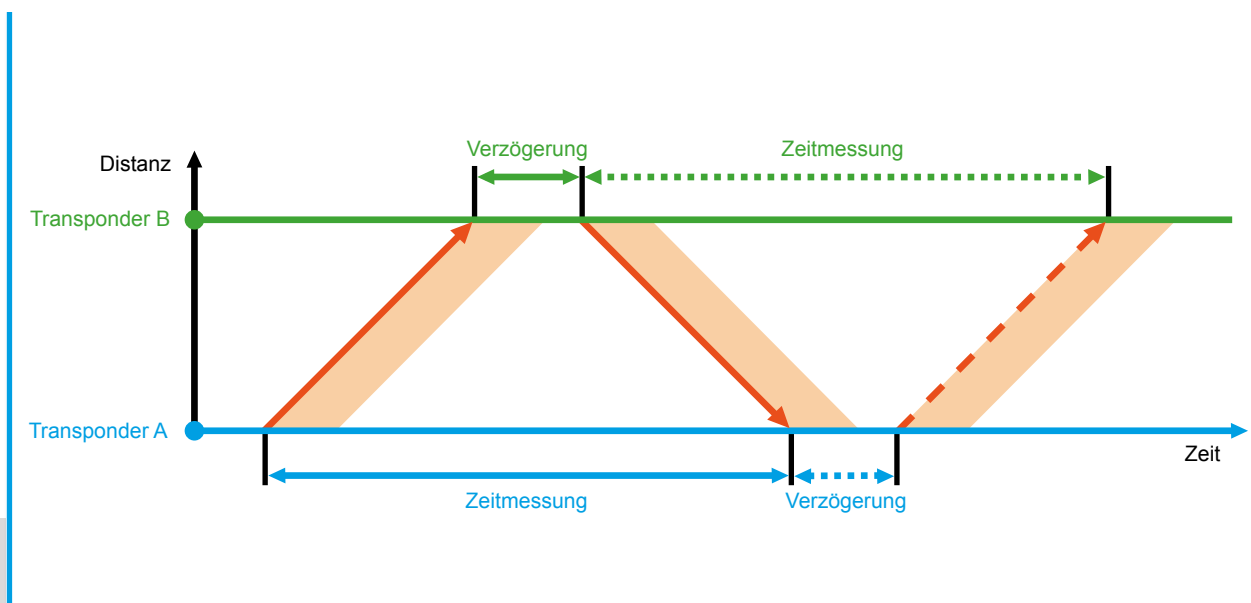 Verzögerung
Zeitmessung
Distanz
Transponder B
Transponder A
Zeit
Zeitmessung
Verzögerung